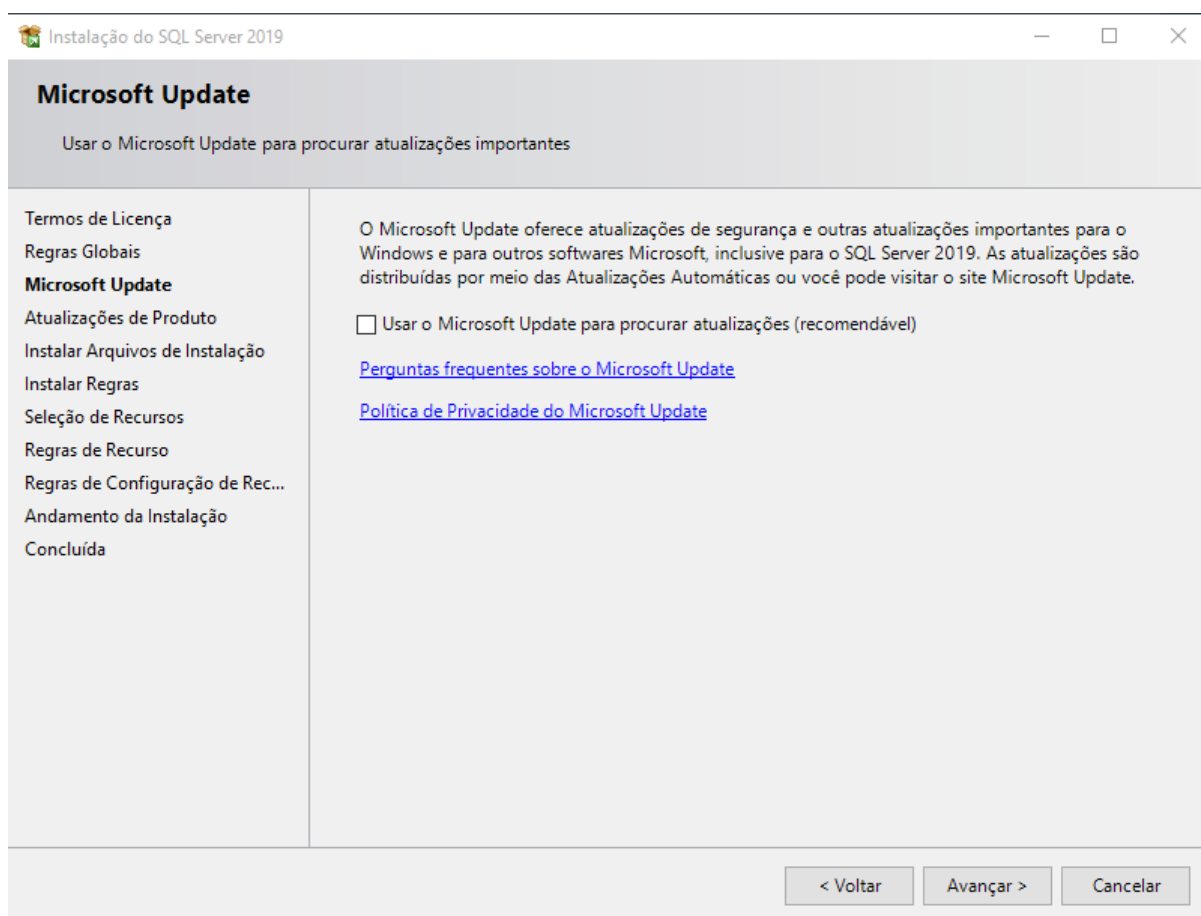 Instalação do SQL Server 2019
Microsoft Update
Usar o Microsoft Update para procurar atualizações importantes
Termos de Licença
Regras Globais
Microsoft Update
Atualizações de Produto
Instalar Arquivos de Instalação
Instalar Regras
Seleção de Recursos
Regras de Recurso
Regras de Configuração de Rec...
Andamento da Instalação
Concluída
O Microsoft Update oferece atualizações de segurança e outras atualizações importantes para o
Windows e para outros softwares Microsoft, inclusive para o SQL Server 2019. As atualizações são
distribuídas por meio das Atualizações Automáticas ou você pode visitar o site Microsoft Update.
Usar o Microsoft Update para procurar atualizações (recomendável)
Perguntas frequentes sobre o Microsoft Update
Política de Privacidade do Microsoft Update
< Voltar
Avançar >
Cancelar